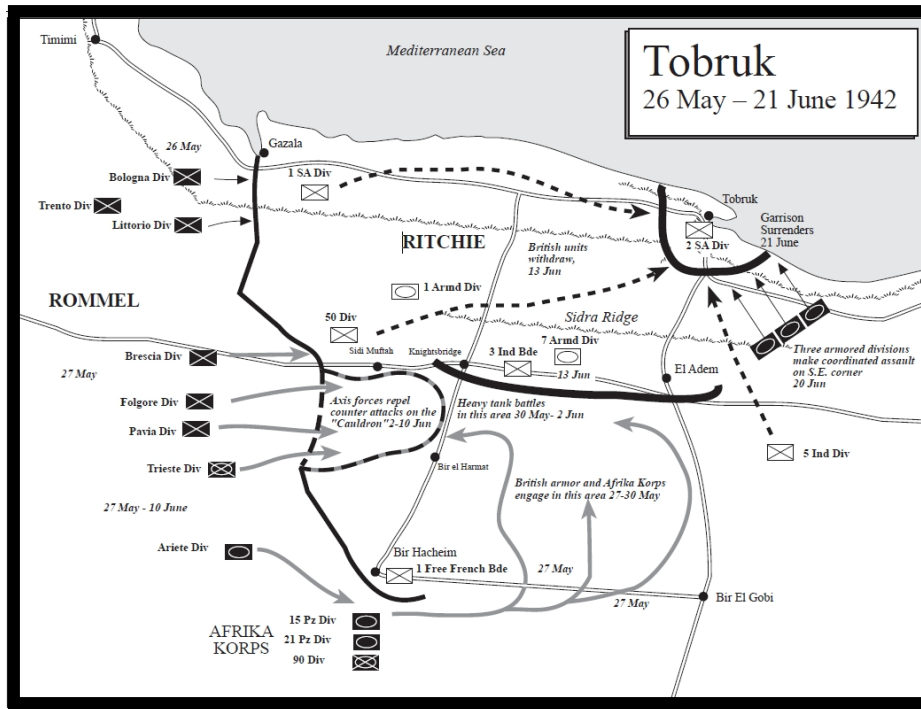 Timimi
Mediterranean Sea
Tobruk
26 May – 21 June 1942
26 May
Gazala
Bologna Div
1 SA Div
Trento Div
Littorio Div
RITCHIE
British units
withdraw,
13 Jun
Tobruk
2 SA Div
Garrison
Surrenders
21 June
ROMMEL
1 Armd Div
50 Div
Sidra Ridge
Brescia Div
Sidi Muftah
Knightsbridge
3 Ind Bde
7 Armd Div
13 Jun
El Adem
Three armored divisions
make coordinated assault
on S.E. corner
20 Jun
27 May
Folgore Div
Axis forces repel
counter attacks on the
"Cauldron"2-10 Jun
Heavy tank battles
in this area 30 May- 2 Jun
Pavia Div
Trieste Div
Bir el Harmat
5 Ind Div
British armor and Afrika Korps
engage in this area 27-30 May
27 May - 10 June
Ariete Div
Bir Hacheim
1 Free French Bde
27 May
27 May
Bir El Gobi
AFRIKA
KORPS
15 Pz Div
21 Pz Div
90 Div